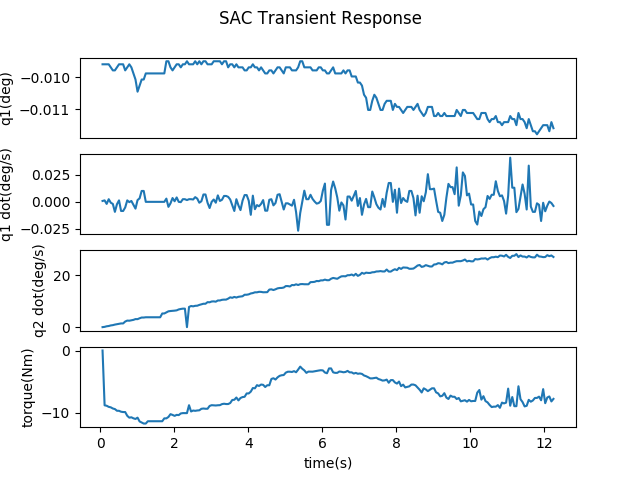 SAC Transient Response
q1(deg)
−0.010
−0.011
q1 dot(deg/s)
0.025
0.000
−0.025
q2 dot(deg/s)
20
0
torque(Nm)
0
−10
0 2 4 6 8 10 12
time(s)